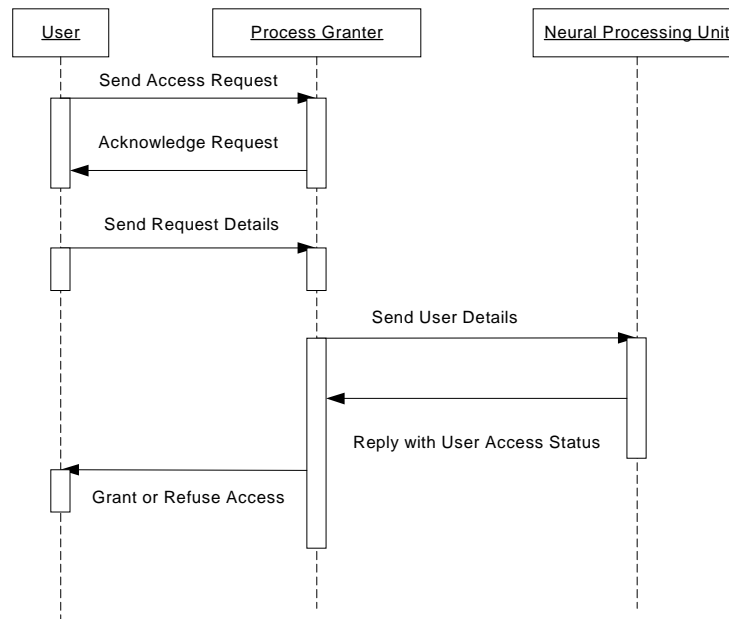 User
Process Granter
Neural Processing Unit
Send Access Request
Acknowledge Request
Send Request Details
Send User Details
Reply with User Access Status
Grant or Refuse Access